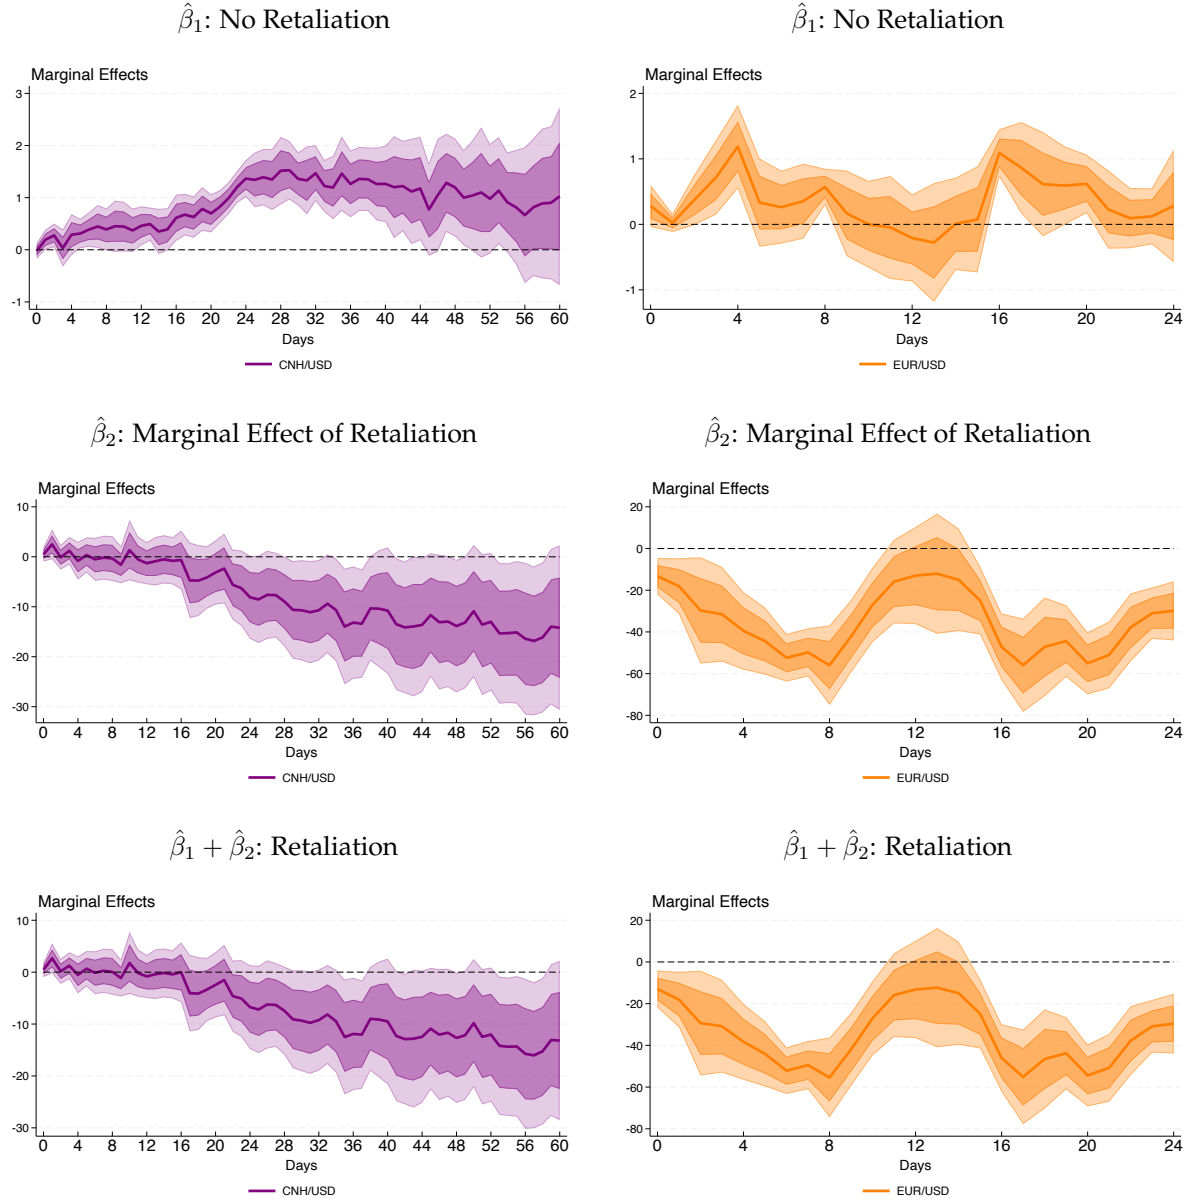 β̂₁: No Retaliation
Marginal Effects
3
2
1
0
-1
0 4 8 12 16 20 24 28 32 36 40 44 48 52 56 60
Days
CNH/USD
β̂₁: No Retaliation
Marginal Effects
2
1
0
-1
0 4 8 12 16 20 24
Days
EUR/USD
β̂₂: Marginal Effect of Retaliation
Marginal Effects
10
0
-10
-20
-30
0 4 8 12 16 20 24 28 32 36 40 44 48 52 56 60
Days
CNH/USD
β̂₂: Marginal Effect of Retaliation
Marginal Effects
20
0
-20
-40
-60
-80
0 4 8 12 16 20 24
Days
EUR/USD
β̂₁ + β̂₂: Retaliation
Marginal Effects
10
0
-10
-20
-30
0 4 8 12 16 20 24 28 32 36 40 44 48 52 56 60
Days
CNH/USD
β̂₁ + β̂₂: Retaliation
Marginal Effects
20
0
-20
-40
-60
-80
0 4 8 12 16 20 24
Days
EUR/USD